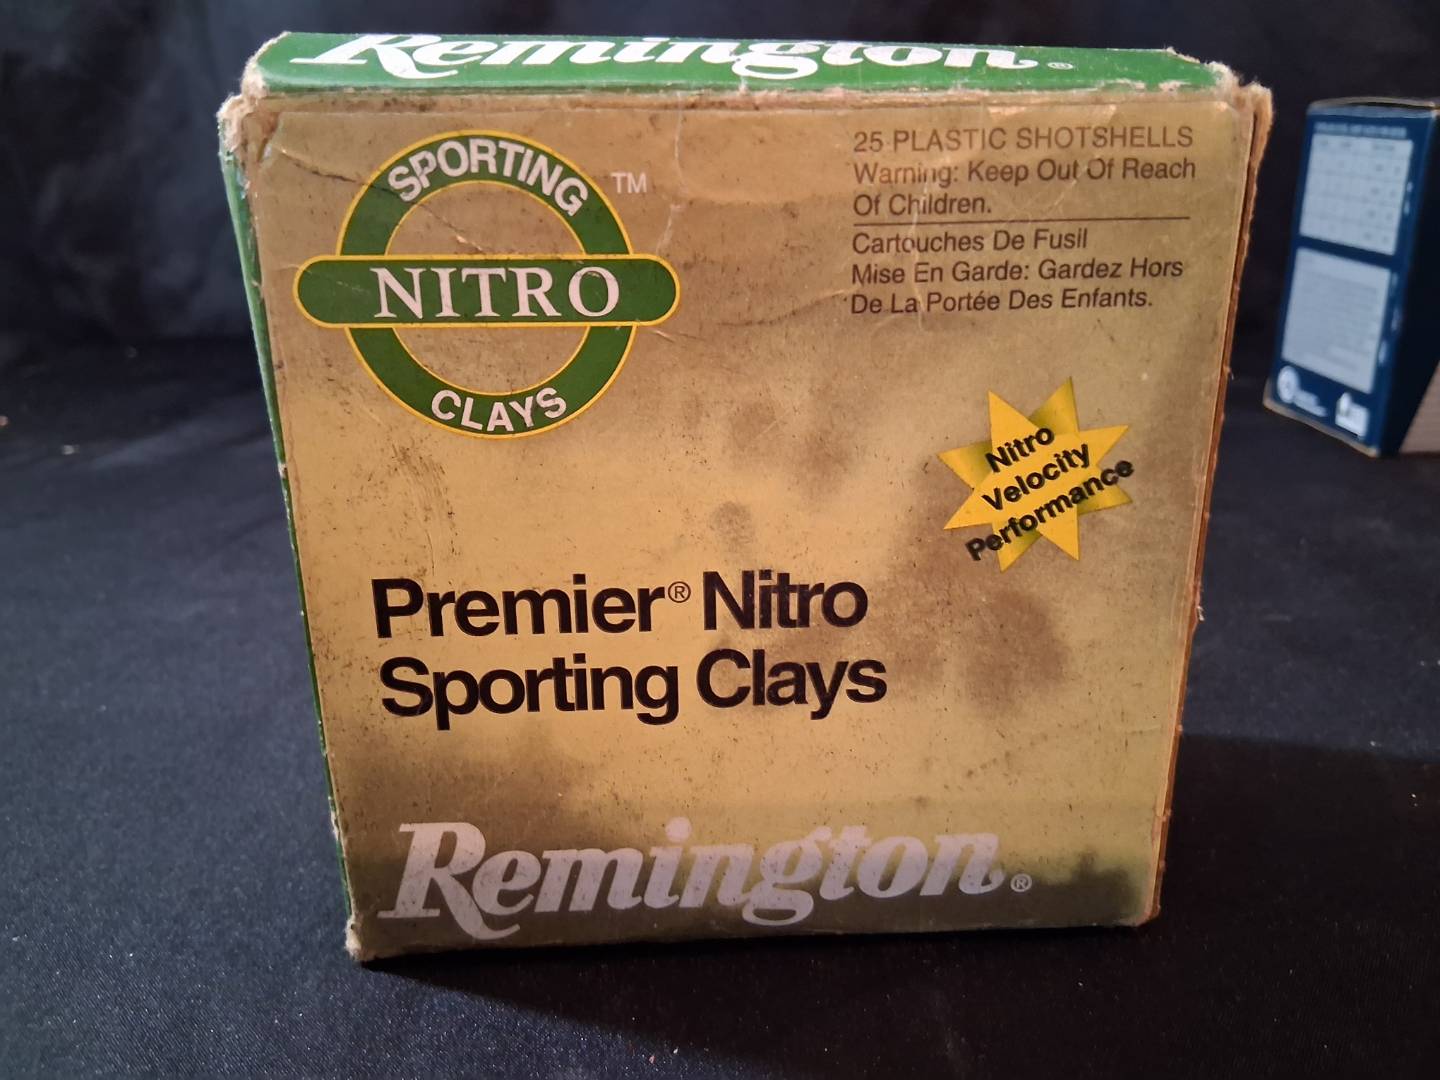 Remington®
SPORTING
NITRO
CLAYS
TM
25 PLASTIC SHOTSHELLS
Warning: Keep Out Of Reach
Of Children.
Cartouches De Fusil
Mise En Garde: Gardez Hors
De La Portée Des Enfants.
Nitro
Velocity
Performance
Premier® Nitro
Sporting Clays
Remington®